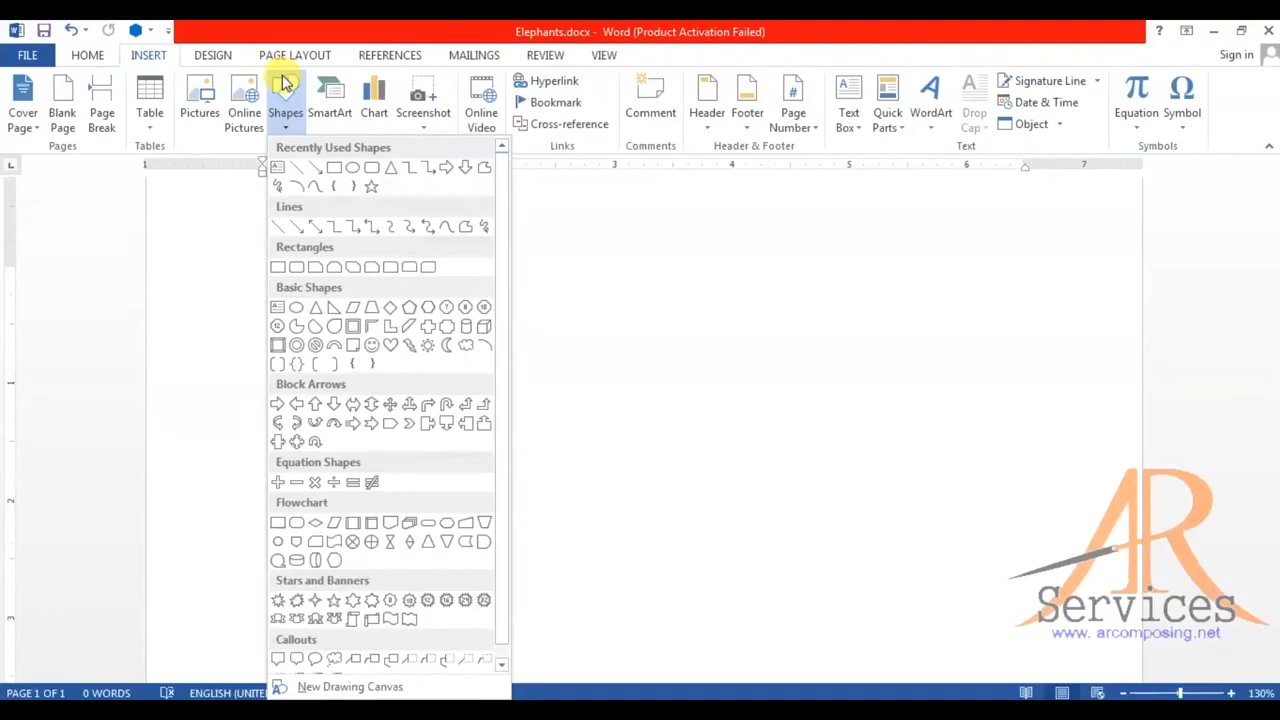 Elephants.docx - Word (Product Activation Failed)
FILE HOME INSERT DESIGN PAGE LAYOUT REFERENCES MAILINGS REVIEW VIEW Sign in
Cover Page
Blank Page
Page Break
Pages
Table
Tables
Pictures
Online Pictures
Shapes
SmartArt
Chart
Screenshot
Online Video
Hyperlink
Bookmark
Cross-reference
Links
Comment
Comments
Header
Footer
Page Number
Header & Footer
Text Box
Quick Parts
WordArt
Drop Cap
Signature Line
Date & Time
Object
Text
Equation
Symbol
Symbols
1 3 4 5 6 7
Recently Used Shapes
Lines
Rectangles
Basic Shapes
Block Arrows
Equation Shapes
Flowchart
Stars and Banners
Callouts
New Drawing Canvas
1
2
3
AR
Services
www. arcomposing.net
PAGE 1 OF 1 0 WORDS ENGLISH (UNITE 130%